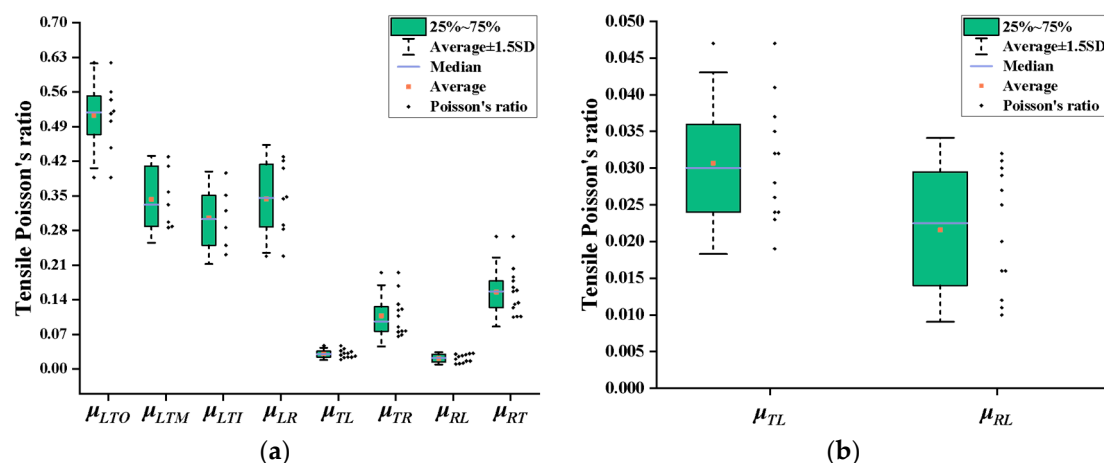 Tensile Poisson's ratio
0.70
0.63
0.56
0.49
0.42
0.35
0.28
0.21
0.14
0.07
0.00
25%~75%
Average±1.5SD
Median
Average
Poisson's ratio
μLTO μLTM μLTI μLR μTL μTR μRL μRT
(a)
Tensile Poisson's ratio
0.050
0.045
0.040
0.035
0.030
0.025
0.020
0.015
0.010
0.005
0.000
25%~75%
Average±1.5SD
Median
Average
Poisson's ratio
μTL μRL
(b)